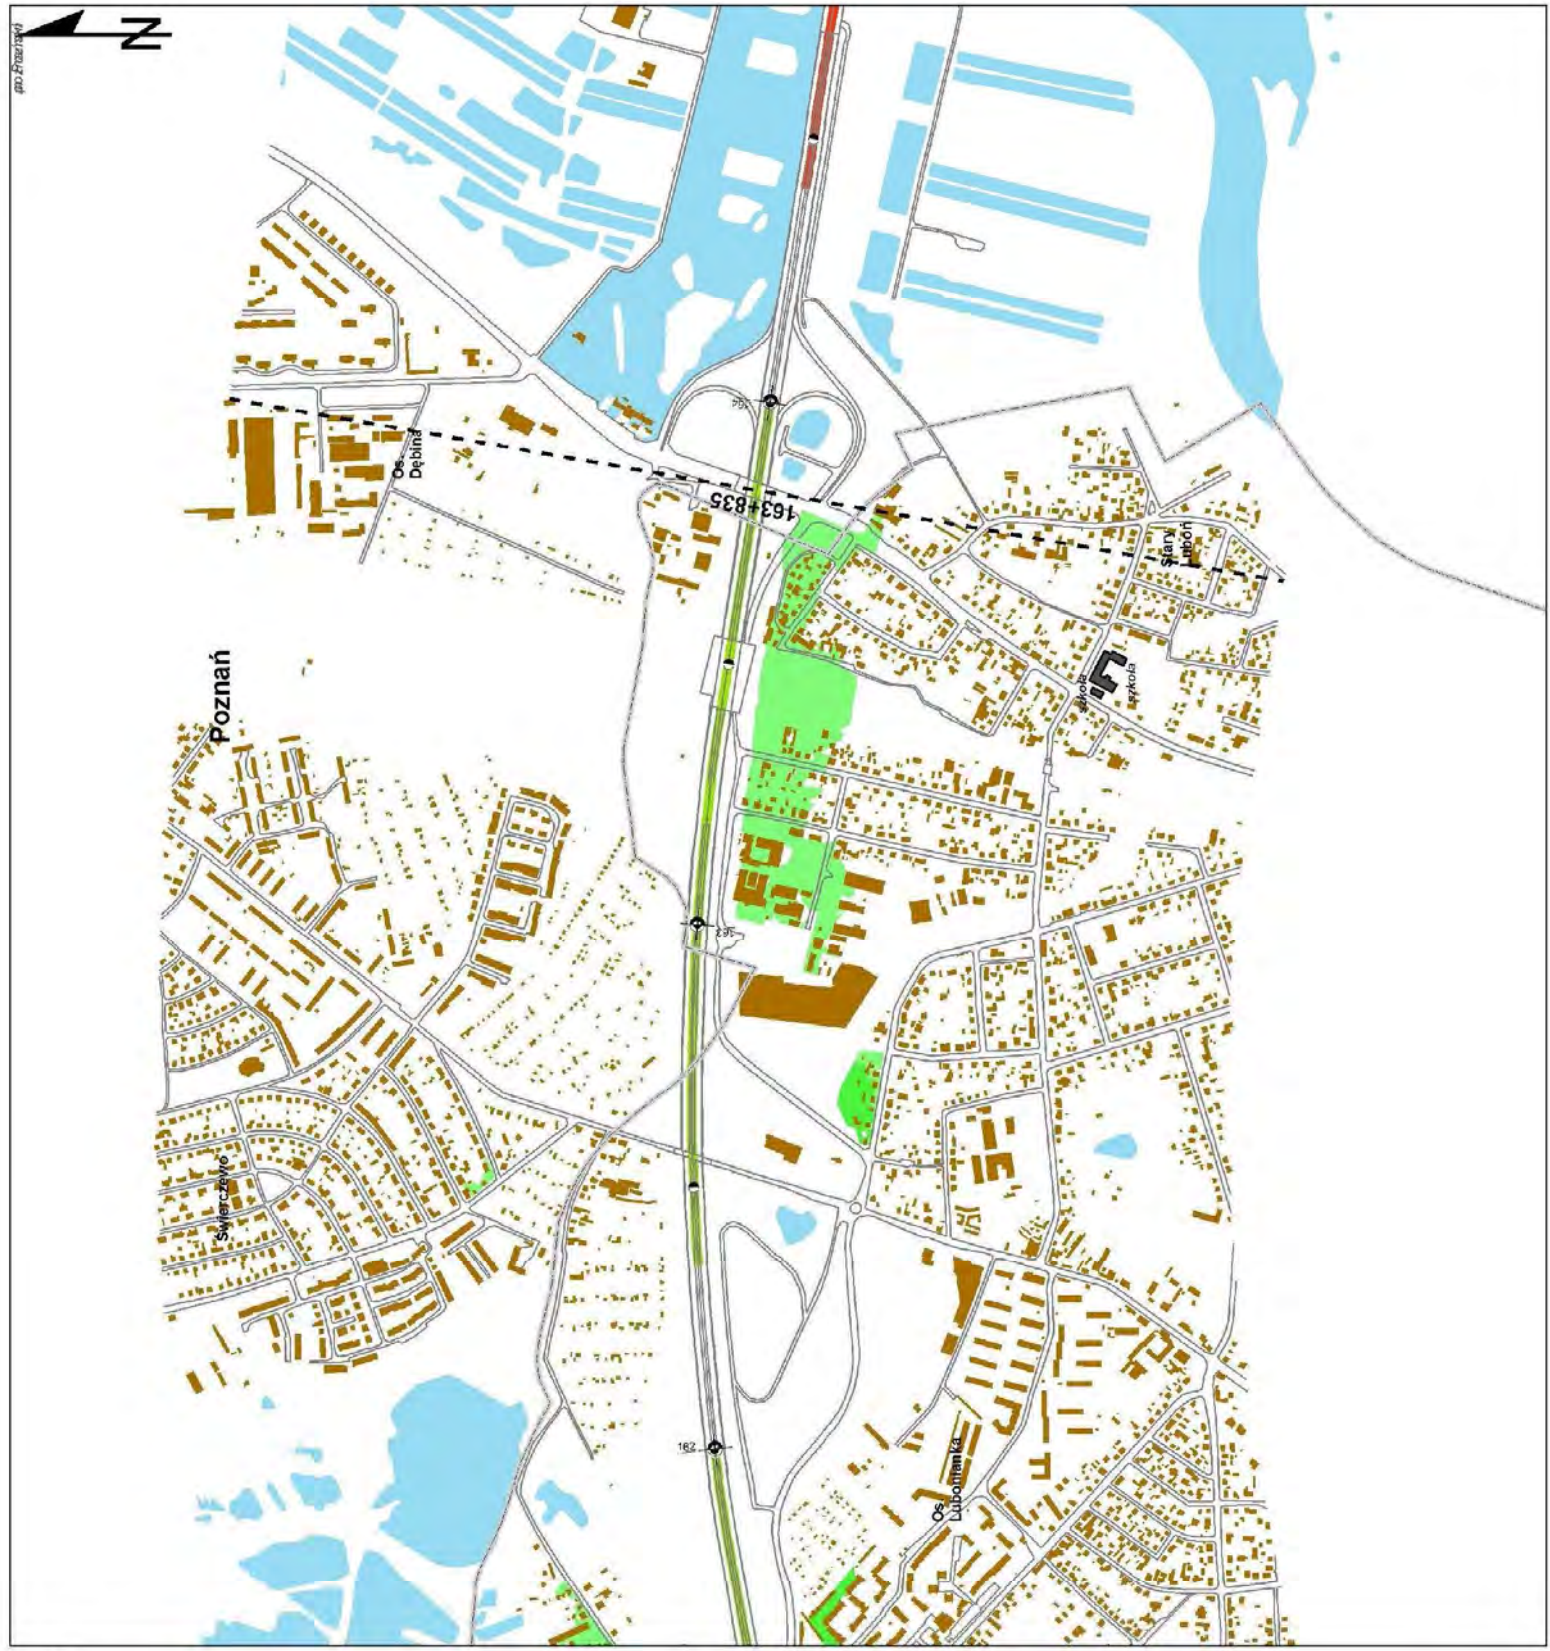 N
164
Os.
Dębina
163+835
Stary
Luboń
Poznań
szkoła
szkoła
163
Świerczewo
162
Os.
Lubonianka